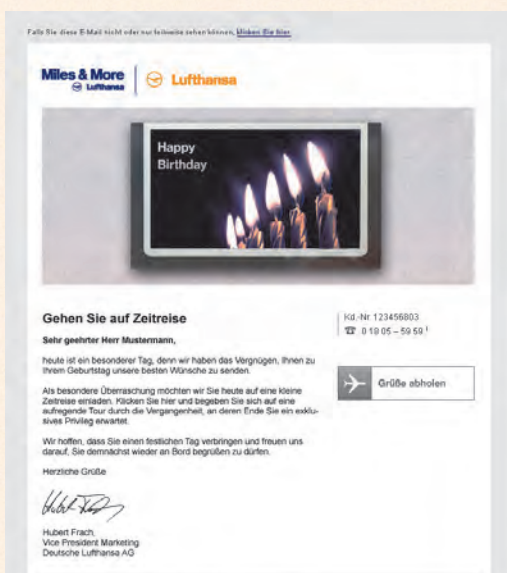 Falls Sie diese E-Mail nicht oder nur teilweise sehen können, klicken Sie hier.
Miles & More
Lufthansa
Lufthansa
Happy
Birthday
Gehen Sie auf Zeitreise
Sehr geehrter Herr Mustermann,
heute ist ein besonderer Tag, denn wir haben das Vergnügen, Ihnen zu
Ihrem Geburtstag unsere besten Wünsche zu senden.
Als besondere Überraschung möchten wir Sie heute auf eine kleine
Zeitreise einladen. Klicken Sie hier und begeben Sie sich auf eine
aufregende Tour durch die Vergangenheit, an deren Ende Sie ein exklu-
sives Privileg erwartet.
Wir hoffen, dass Sie einen festlichen Tag verbringen und freuen uns
darauf, Sie demnächst wieder an Bord begrüßen zu dürfen.
Herzliche Grüße
Hubert Frach,
Vice President Marketing
Deutsche Lufthansa AG
Kd.-Nr 123456803
☎ 0 18 05 – 59 59 ¹
Grüße abholen